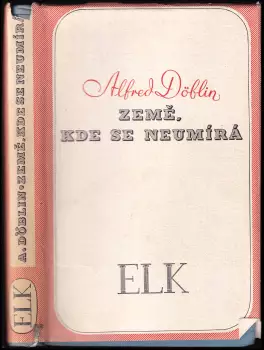 A. DÖBLIN · ZEMĚ, KDE SE NEUMÍRÁ
ELK
Alfred Döblin
ZEMĚ,
KDE SE NEUMÍRÁ
ELK